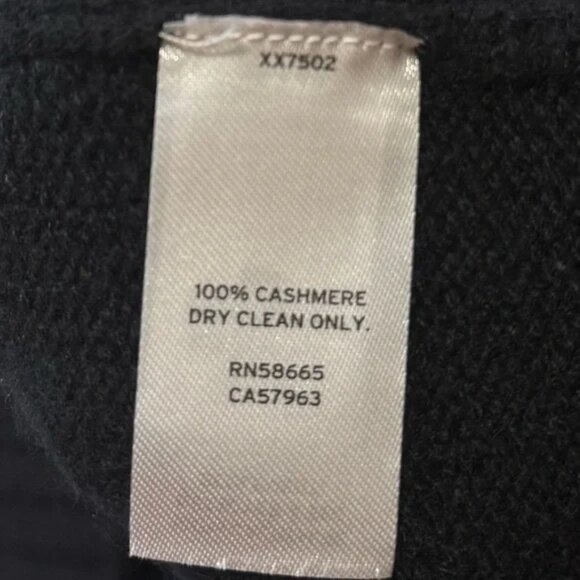 XX7502
100% CASHMERE
DRY CLEAN ONLY.
RN58665
CA57963